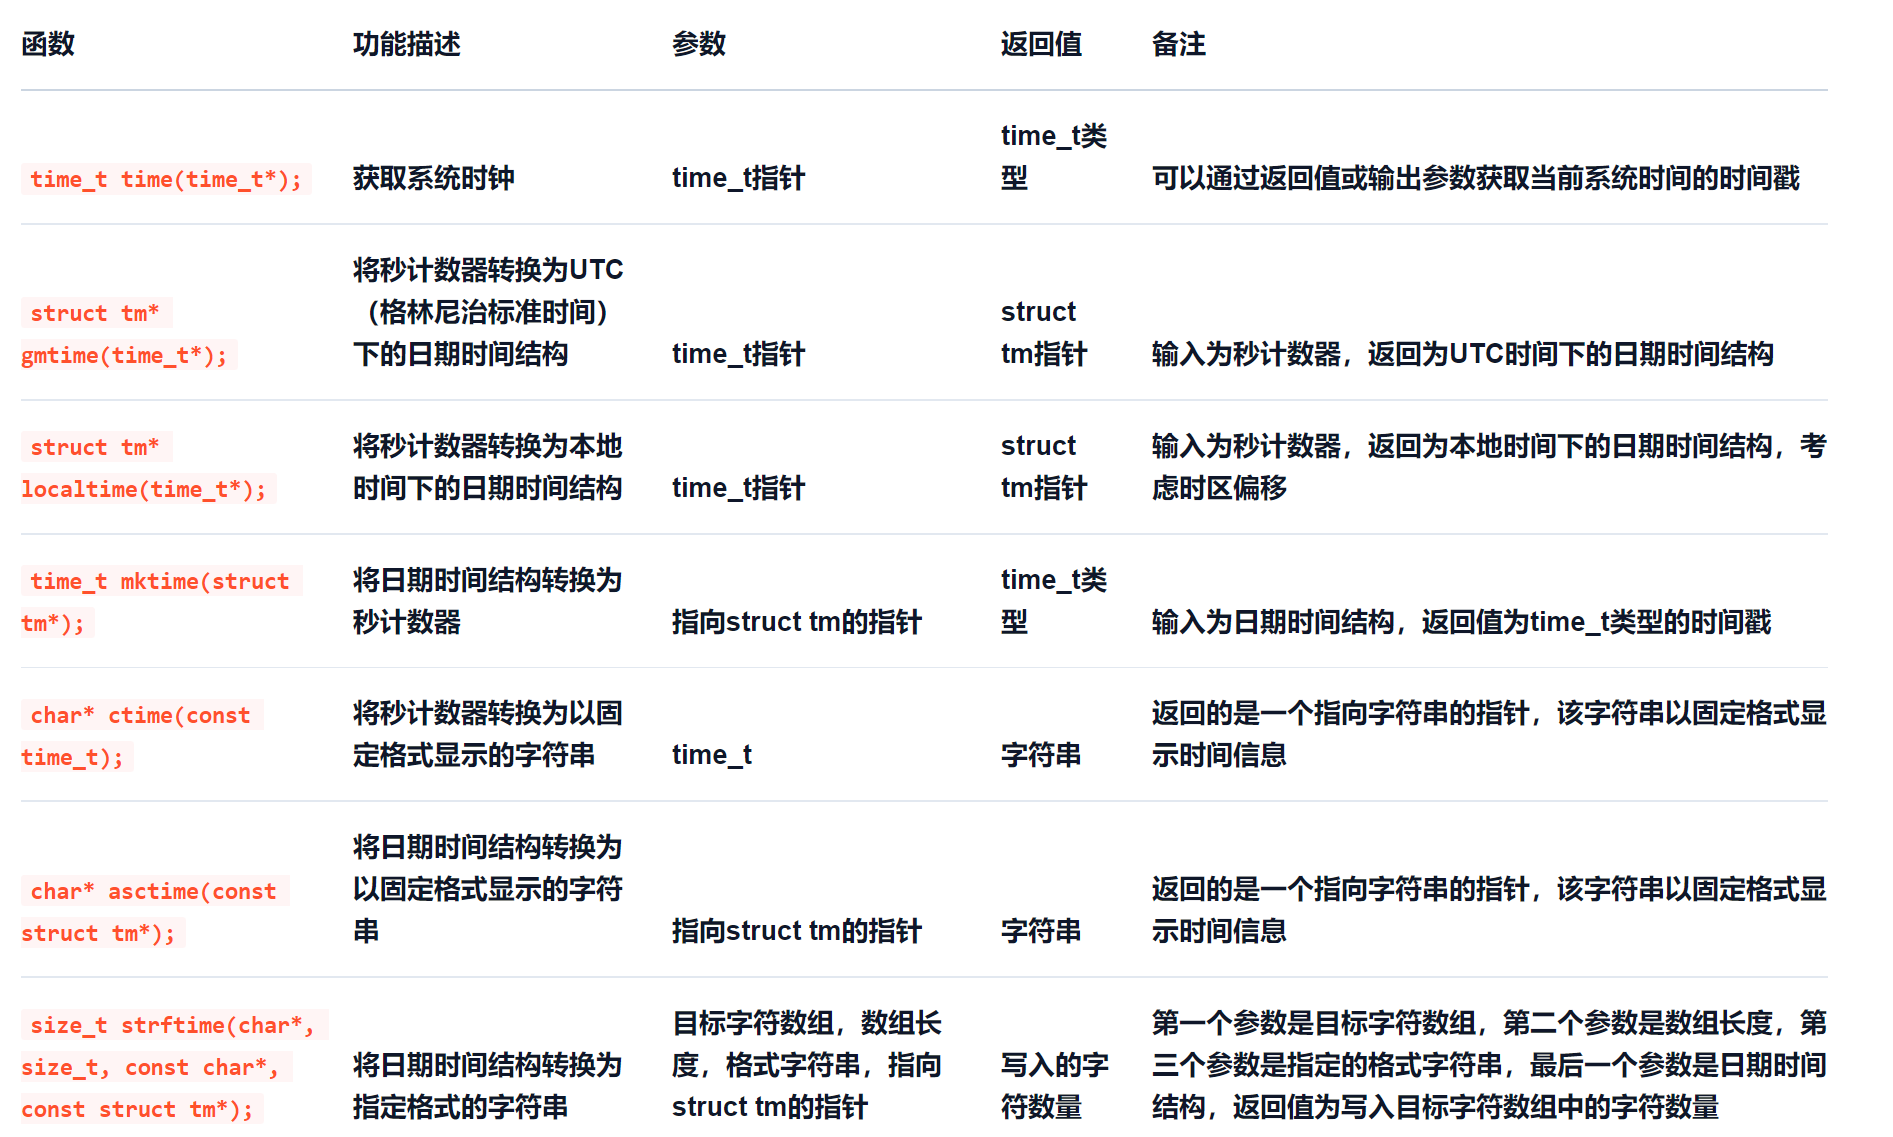 函数 功能描述 参数 返回值 备注
time_t time(time_t*); 获取系统时钟 time_t指针 time_t类
型 可以通过返回值或输出参数获取当前系统时间的时间戳
struct tm*
gmtime(time_t*); 将秒计数器转换为UTC
（格林尼治标准时间）
下的日期时间结构 time_t指针 struct
tm指针 输入为秒计数器，返回为UTC时间下的日期时间结构
struct tm*
localtime(time_t*); 将秒计数器转换为本地
时间下的日期时间结构 time_t指针 struct
tm指针 输入为秒计数器，返回为本地时间下的日期时间结构，考
虑时区偏移
time_t mktime(struct
tm*); 将日期时间结构转换为
秒计数器 指向struct tm的指针 time_t类
型 输入为日期时间结构，返回值为time_t类型的时间戳
char* ctime(const
time_t); 将秒计数器转换为以固
定格式显示的字符串 time_t 字符串 返回的是一个指向字符串的指针，该字符串以固定格式显
示时间信息
char* asctime(const
struct tm*); 将日期时间结构转换为
以固定格式显示的字符
串 指向struct tm的指针 字符串 返回的是一个指向字符串的指针，该字符串以固定格式显
示时间信息
size_t strftime(char*,
size_t, const char*,
const struct tm*); 将日期时间结构转换为
指定格式的字符串 目标字符数组，数组长
度，格式字符串，指向
struct tm的指针 写入的字
符数量 第一个参数是目标字符数组，第二个参数是数组长度，第
三个参数是指定的格式字符串，最后一个参数是日期时间
结构，返回值为写入目标字符数组中的字符数量